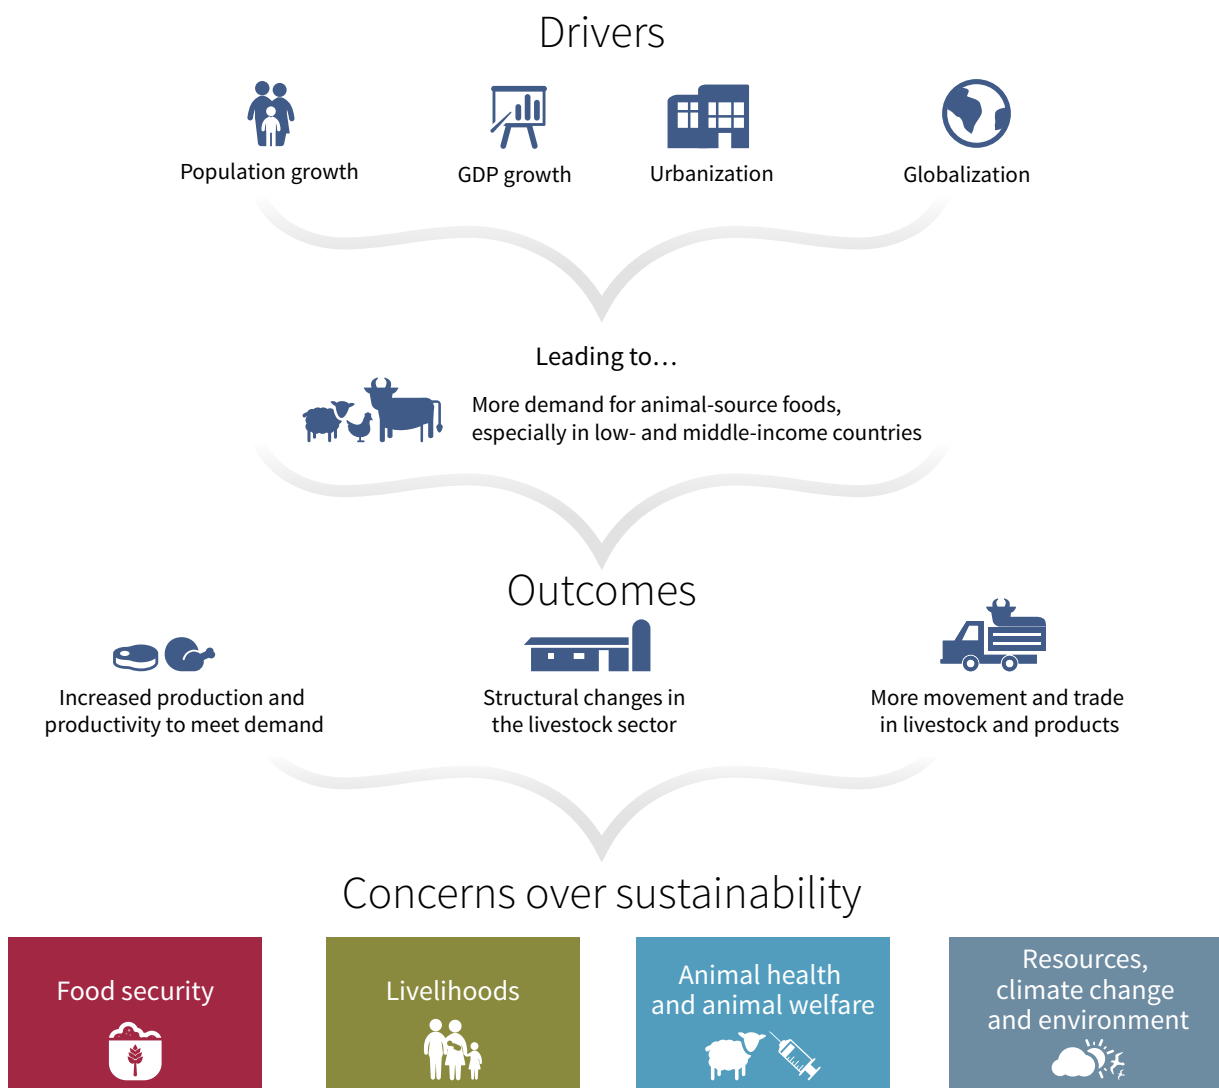 Drivers
Population growth
GDP growth
Urbanization
Globalization
Leading to…
More demand for animal-source foods,
especially in low- and middle-income countries
Outcomes
Increased production and
productivity to meet demand
Structural changes in
the livestock sector
More movement and trade
in livestock and products
Concerns over sustainability
Food security
Livelihoods
Animal health
and animal welfare
Resources,
climate change
and environment